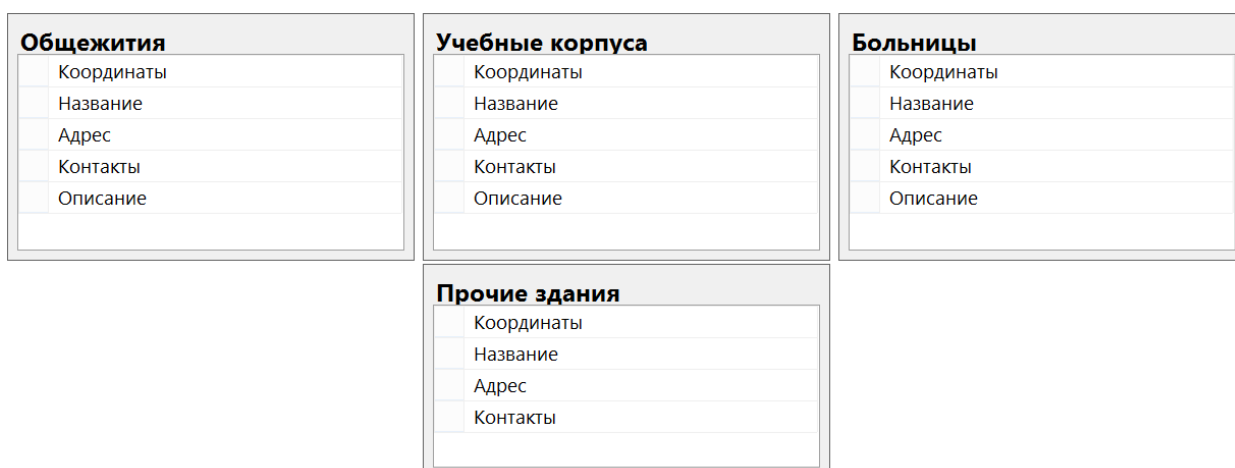 Общежития
Координаты
Название
Адрес
Контакты
Описание
Учебные корпуса
Координаты
Название
Адрес
Контакты
Описание
Больницы
Координаты
Название
Адрес
Контакты
Описание
Прочие здания
Координаты
Название
Адрес
Контакты